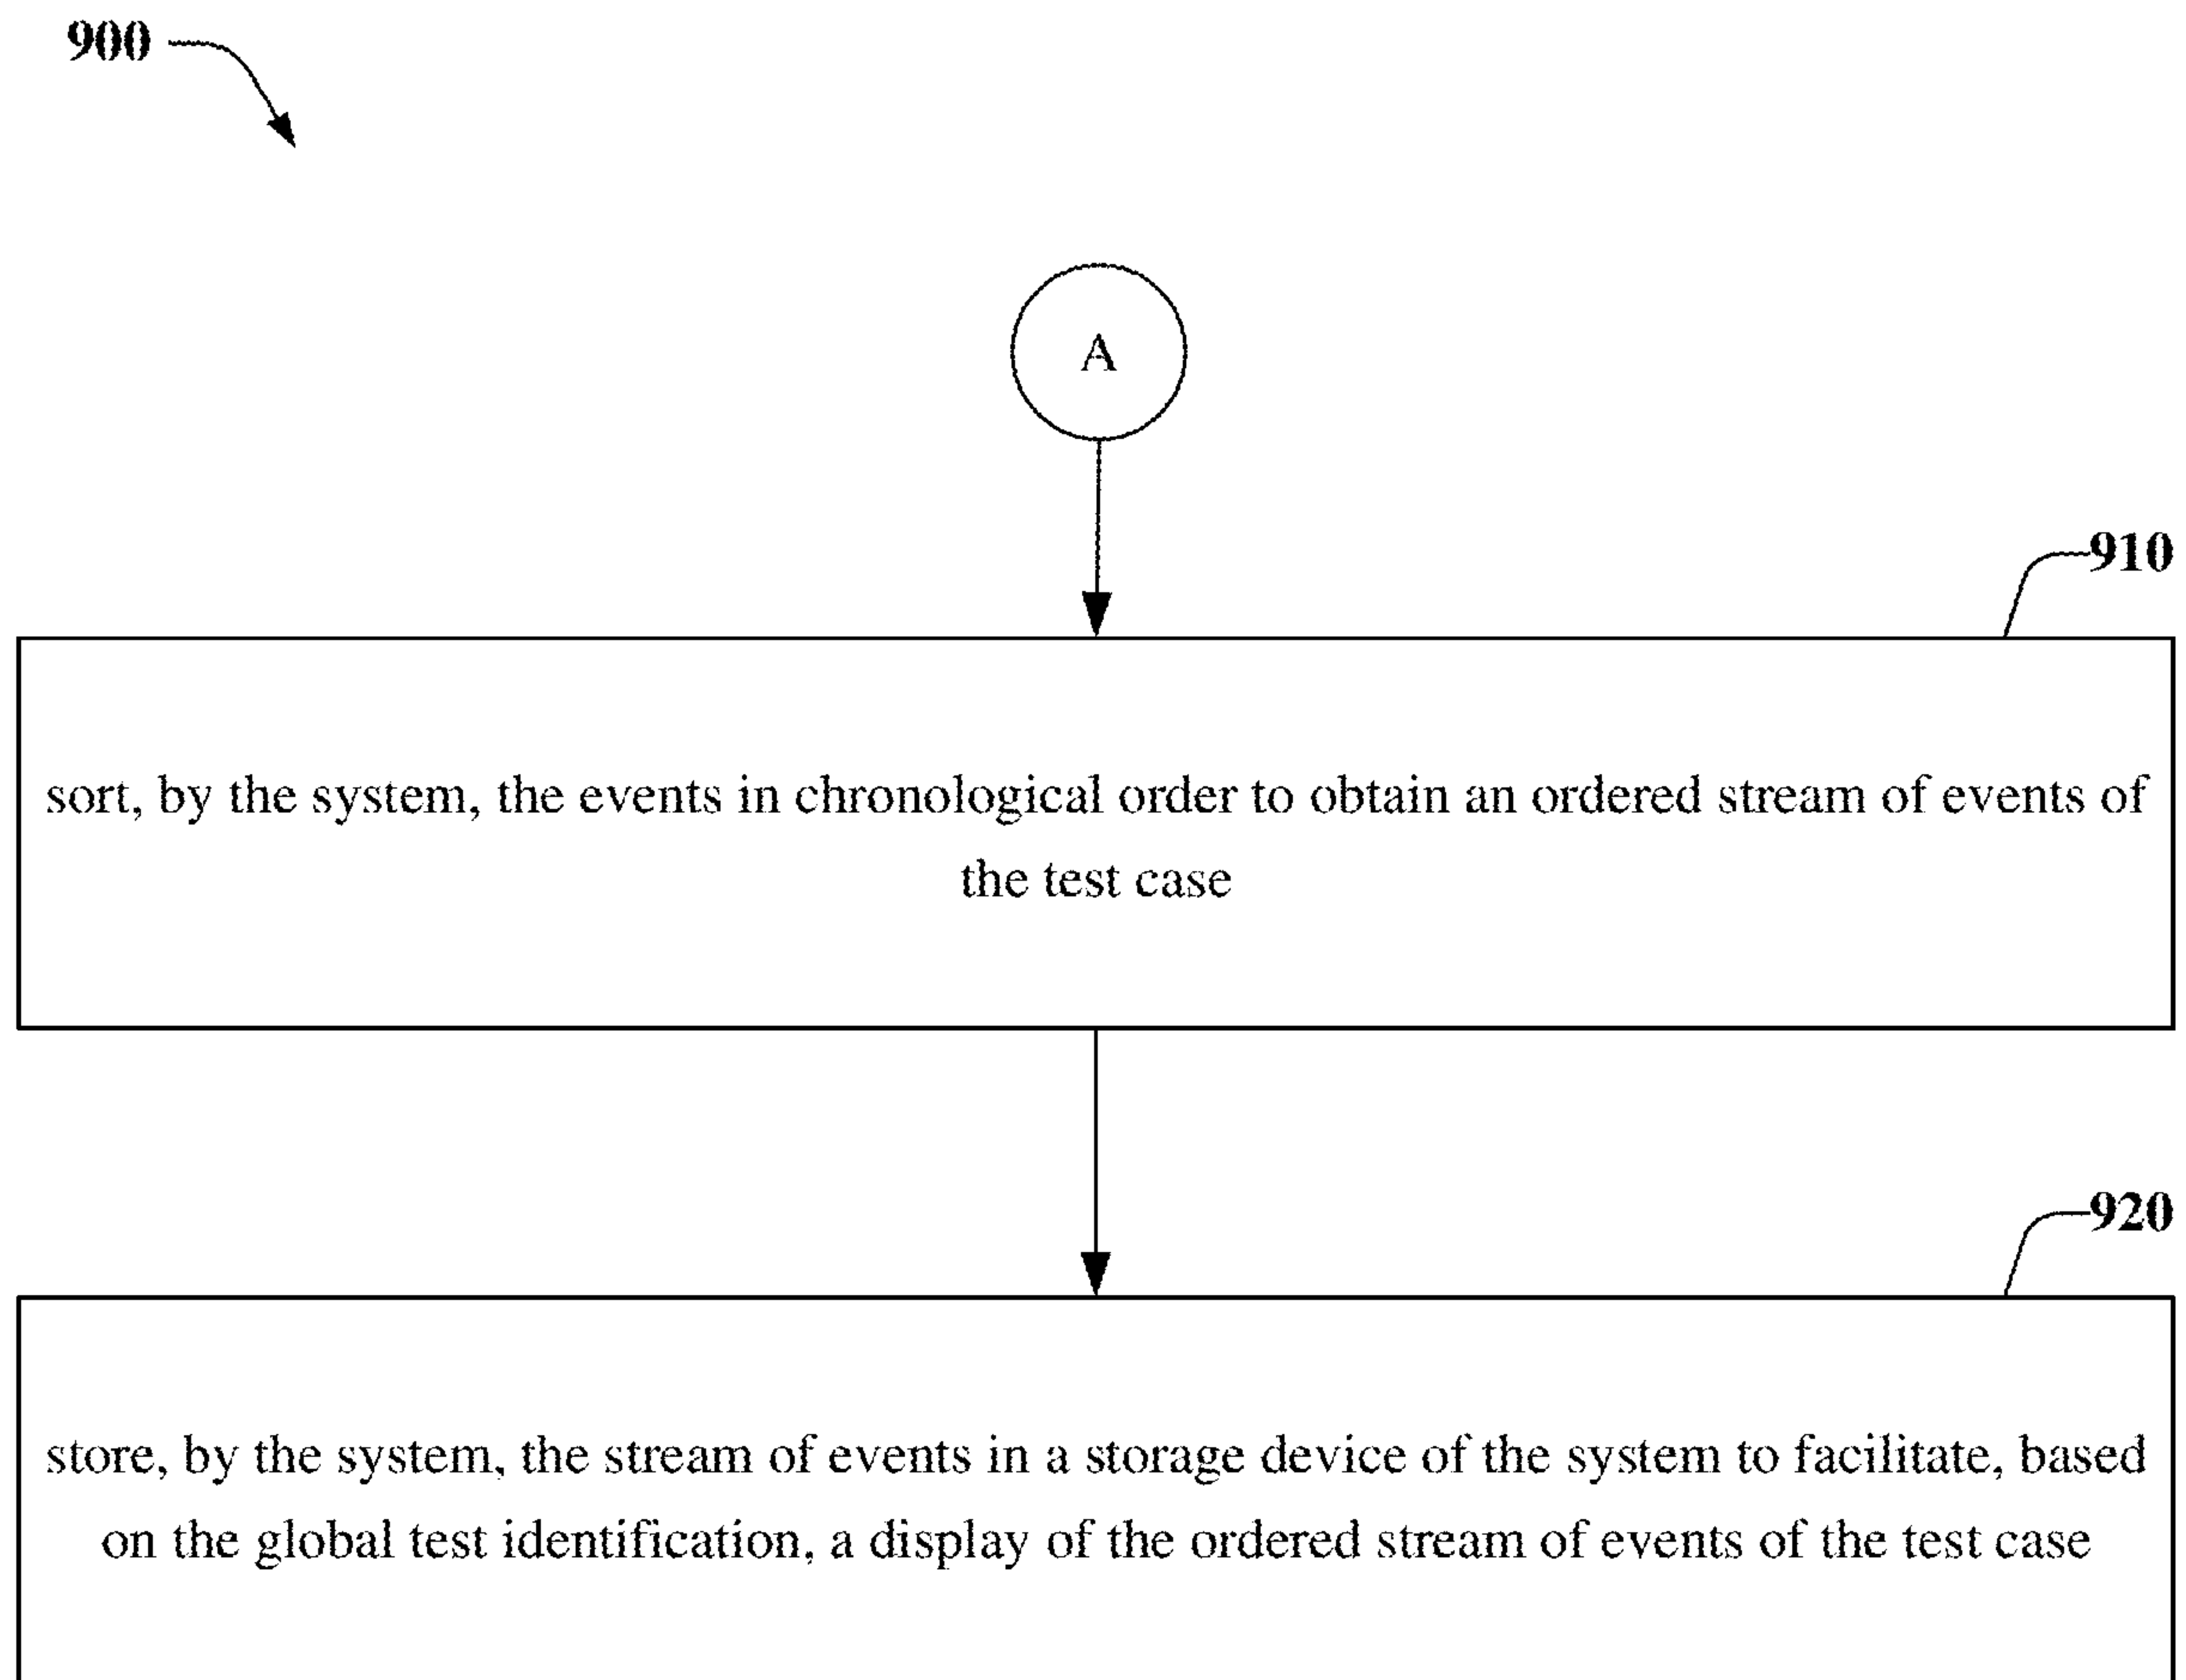 900
A
910
sort, by the system, the events in chronological order to obtain an ordered stream of events of
the test case
920
store, by the system, the stream of events in a storage device of the system to facilitate, based
on the global test identification, a display of the ordered stream of events of the test case